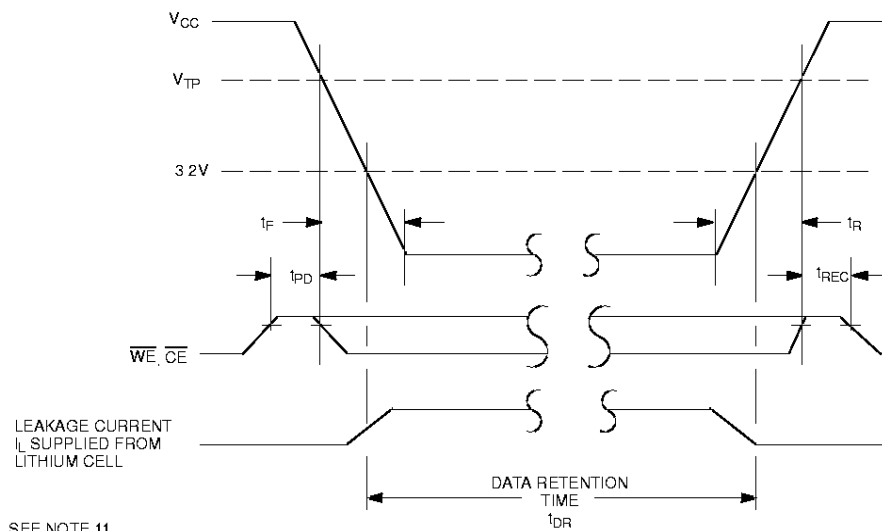 VCC
VTP
3.2V
tF
tR
tPD
tREC
WE, CE
LEAKAGE CURRENT
IL SUPPLIED FROM
LITHIUM CELL
DATA RETENTION
TIME
tDR
SEE NOTE 11